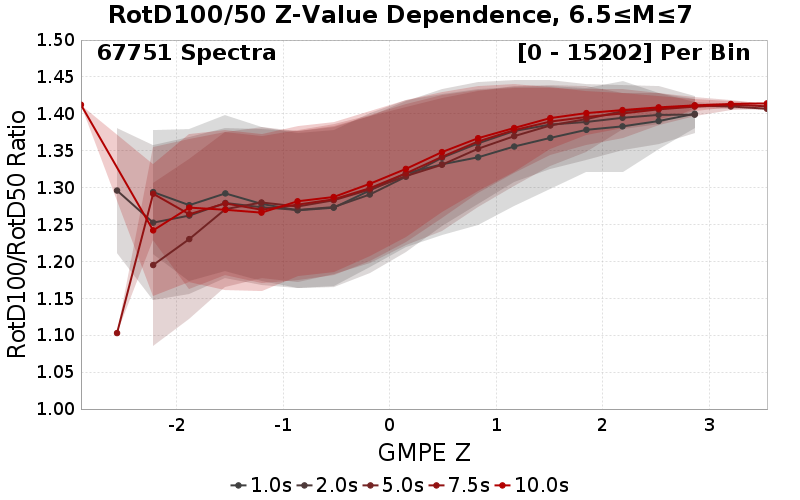 RotD100/50 Z-Value Dependence, 6.5≤M≤7
67751 Spectra
[0 - 15202] Per Bin
RotD100/RotD50 Ratio
1.50
1.45
1.40
1.35
1.30
1.25
1.20
1.15
1.10
1.05
1.00
-2 -1 0 1 2 3
GMPE Z
1.0s 2.0s 5.0s 7.5s 10.0s